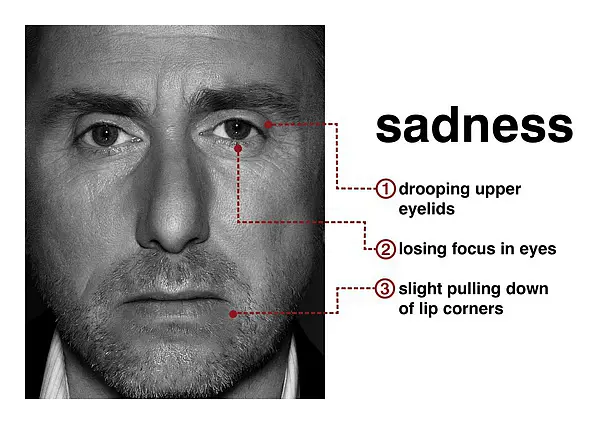 sadness
1 drooping upper
eyelids
2 losing focus in eyes
3 slight pulling down
of lip corners